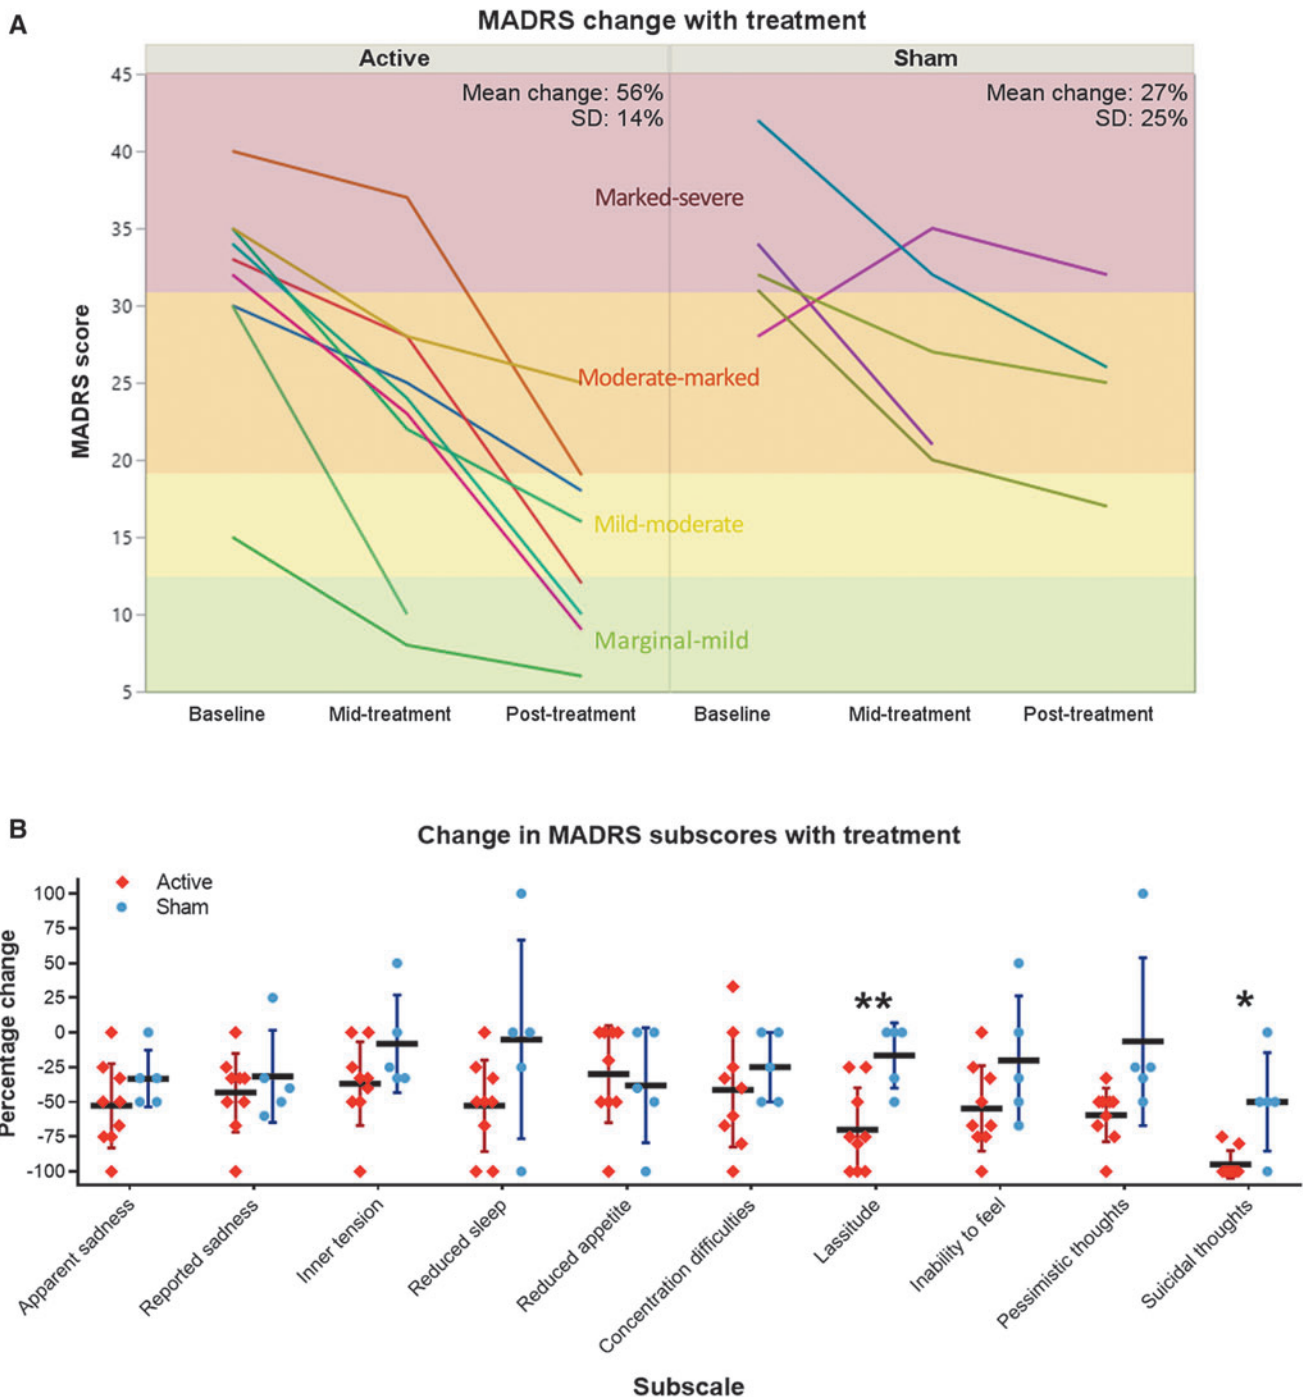 A
MADRS change with treatment
Active
Sham
Mean change: 56%
SD: 14%
Mean change: 27%
SD: 25%
MADRS score
45
40
35
30
25
20
15
10
5
Marked-severe
Moderate-marked
Mild-moderate
Marginal-mild
Baseline Mid-treatment Post-treatment Baseline Mid-treatment Post-treatment
B
Change in MADRS subscores with treatment
Active
Sham
Percentage change
100
75
50
25
0
-25
-50
-75
-100
**
*
Apparent sadness
Reported sadness
Inner tension
Reduced sleep
Reduced appetite
Concentration difficulties
Lassitude
Inability to feel
Pessimistic thoughts
Suicidal thoughts
Subscale